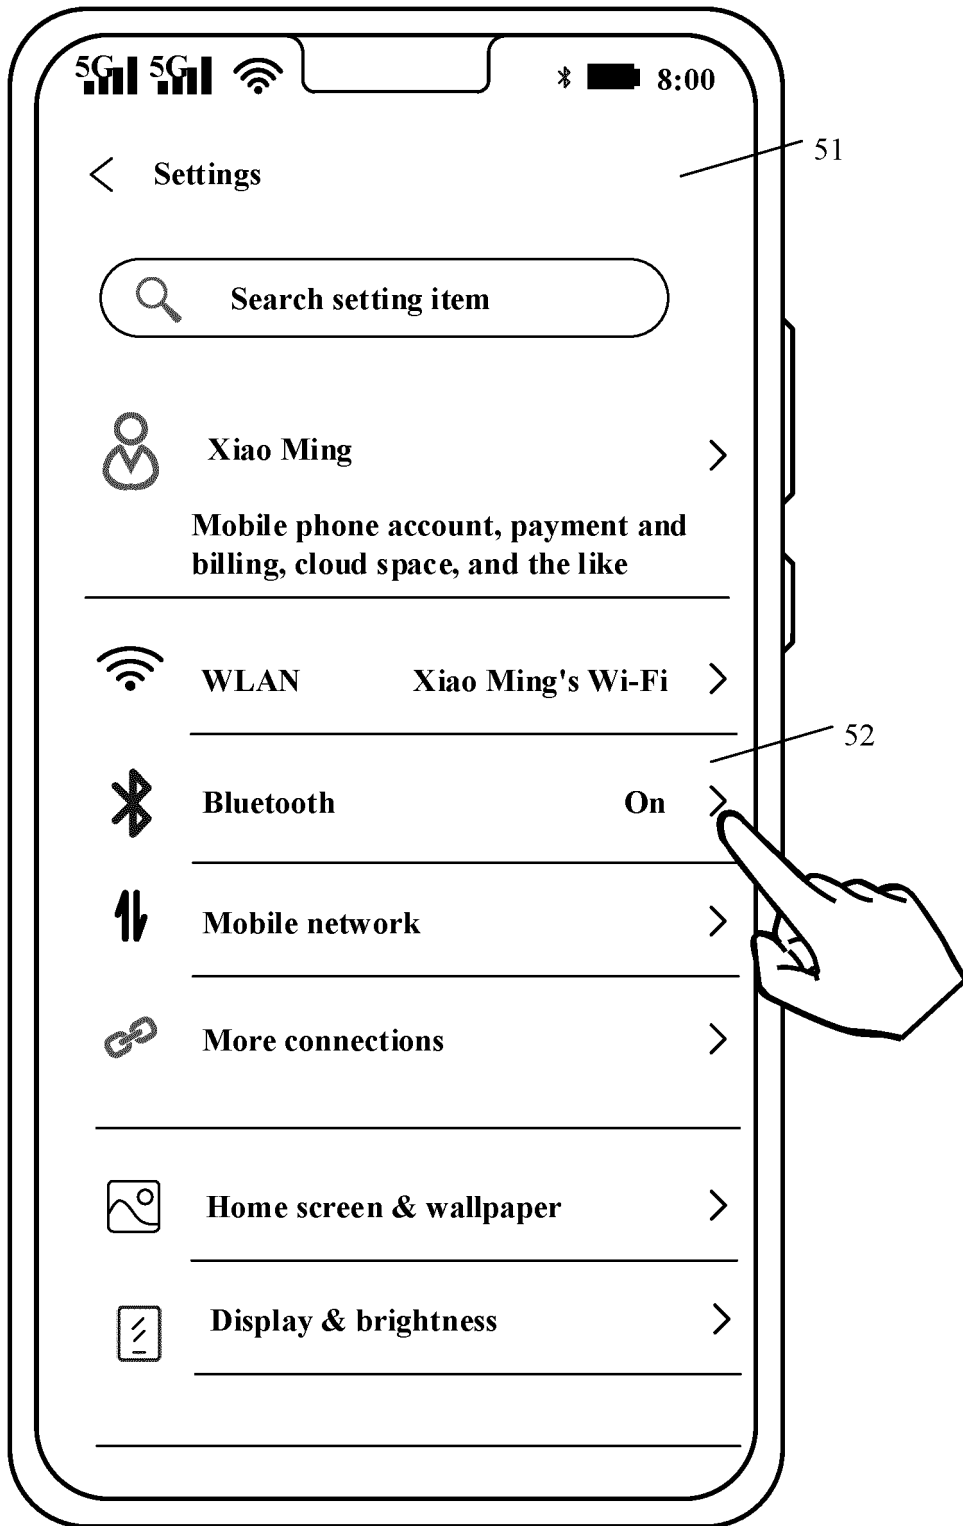 5G 5G 8:00
51
Settings
Search setting item
Xiao Ming
Mobile phone account, payment and
billing, cloud space, and the like
WLAN Xiao Ming's Wi-Fi
52
Bluetooth On
Mobile network
More connections
Home screen & wallpaper
Display & brightness